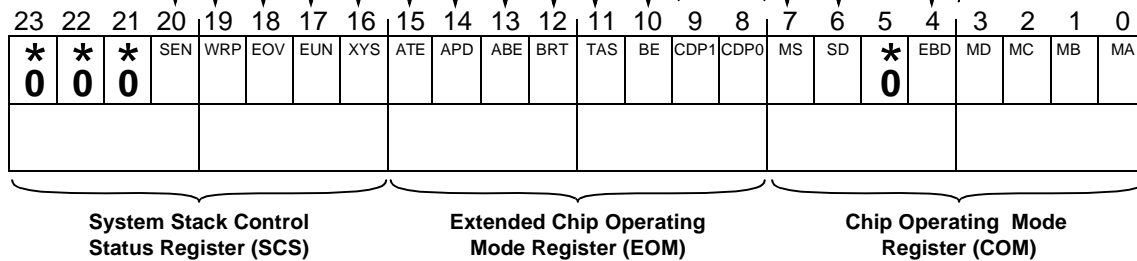 23 22 21 20 19 18 17 16 15 14 13 12 11 10 9 8 7 6 5 4 3 2 1 0
* * * SEN WRP EOV EUN XYS ATE APD ABE BRT TAS BE CDP1 CDP0 MS SD * EBD MD MC MB MA
0 0 0 0
System Stack Control Extended Chip Operating Chip Operating Mode
Status Register (SCS) Mode Register (EOM) Register (COM)